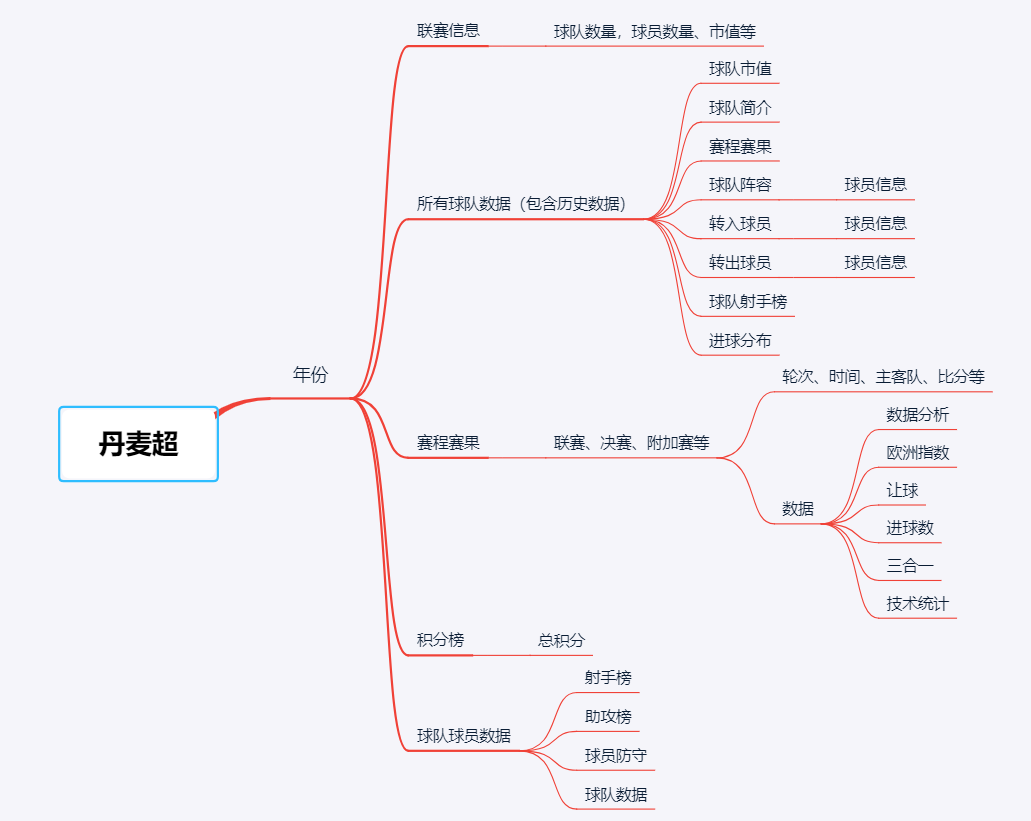 丹麦超
年份
联赛信息
球队数量，球员数量、市值等
所有球队数据（包含历史数据）
球队市值
球队简介
赛程赛果
球队阵容
球员信息
转入球员
球员信息
转出球员
球员信息
球队射手榜
进球分布
赛程赛果
联赛、决赛、附加赛等
轮次、时间、主客队、比分等
数据
数据分析
欧洲指数
让球
进球数
三合一
技术统计
积分榜
总积分
球队球员数据
射手榜
助攻榜
球员防守
球队数据